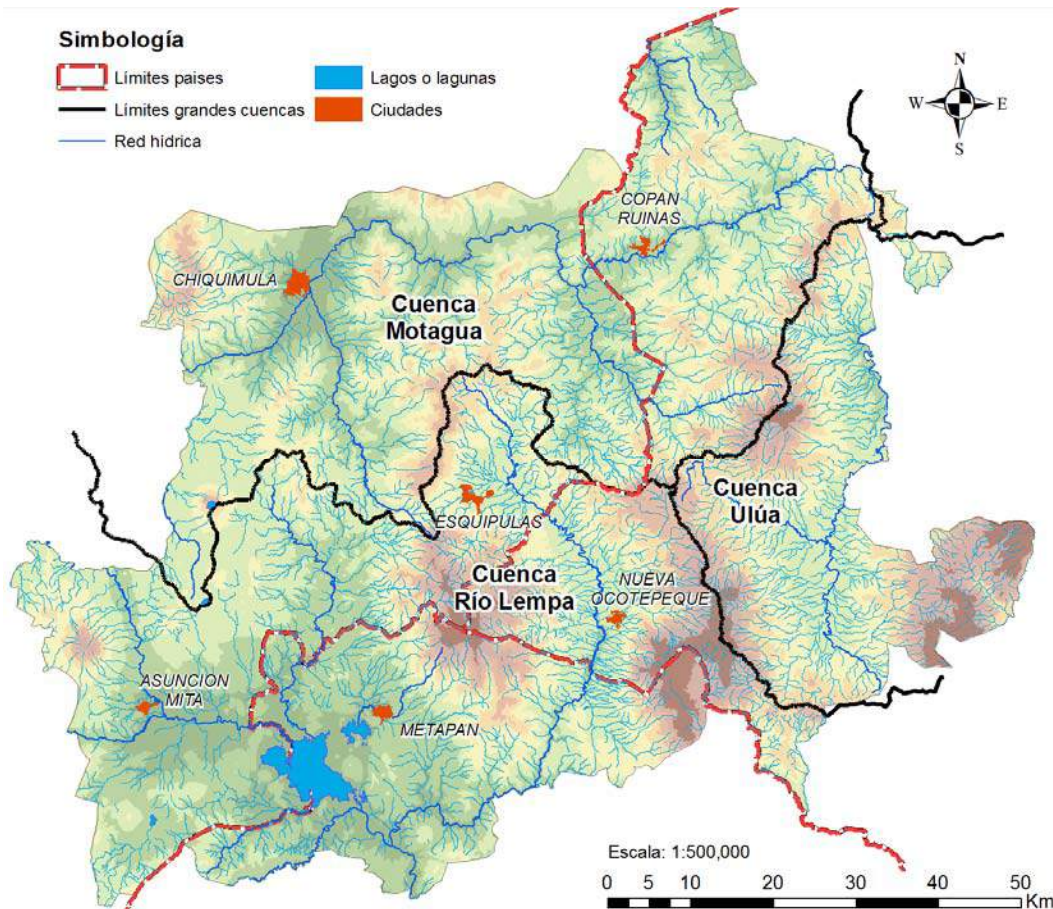 Simbología
Límites paises
Límites grandes cuencas
Red hídrica
Lagos o lagunas
Ciudades
N
W
E
S
COPAN
RUINAS
CHIQUIMULA
Cuenca
Motagua
Cuenca
Ulúa
ESQUIPULAS
Cuenca
Río Lempa
NUEVA
OCOTEPEQUE
ASUNCION
MITA
METAPAN
Escala: 1:500,000
0 5 10 20 30 40 50
Km